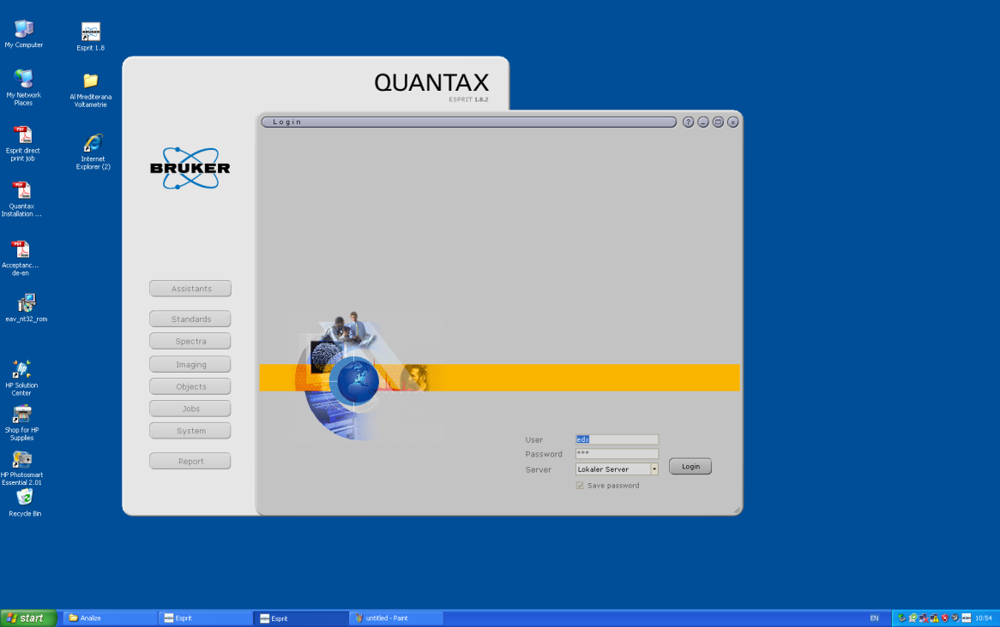 My Computer
Esprit 1.8
My Network
Places
Al Mrediterana
Voltametrie
Esprit direct
print job
Internet
Explorer (2)
Quantax
Installation ...
Acceptanc...
de-en
eav_nt32_rom
HP Solution
Center
Shop for HP
Supplies
HP Photosmart
Essential 2.01
Recycle Bin
QUANTAX
ESPRIT 1.8.2
BRUKER
Assistants
Standards
Spectra
Imaging
Objects
Jobs
System
Report
Login
?
User edx
Password ***
Server Lokaler Server
Login
Save password
start
Analize
Esprit
Esprit
untitled - Paint
EN
10:54